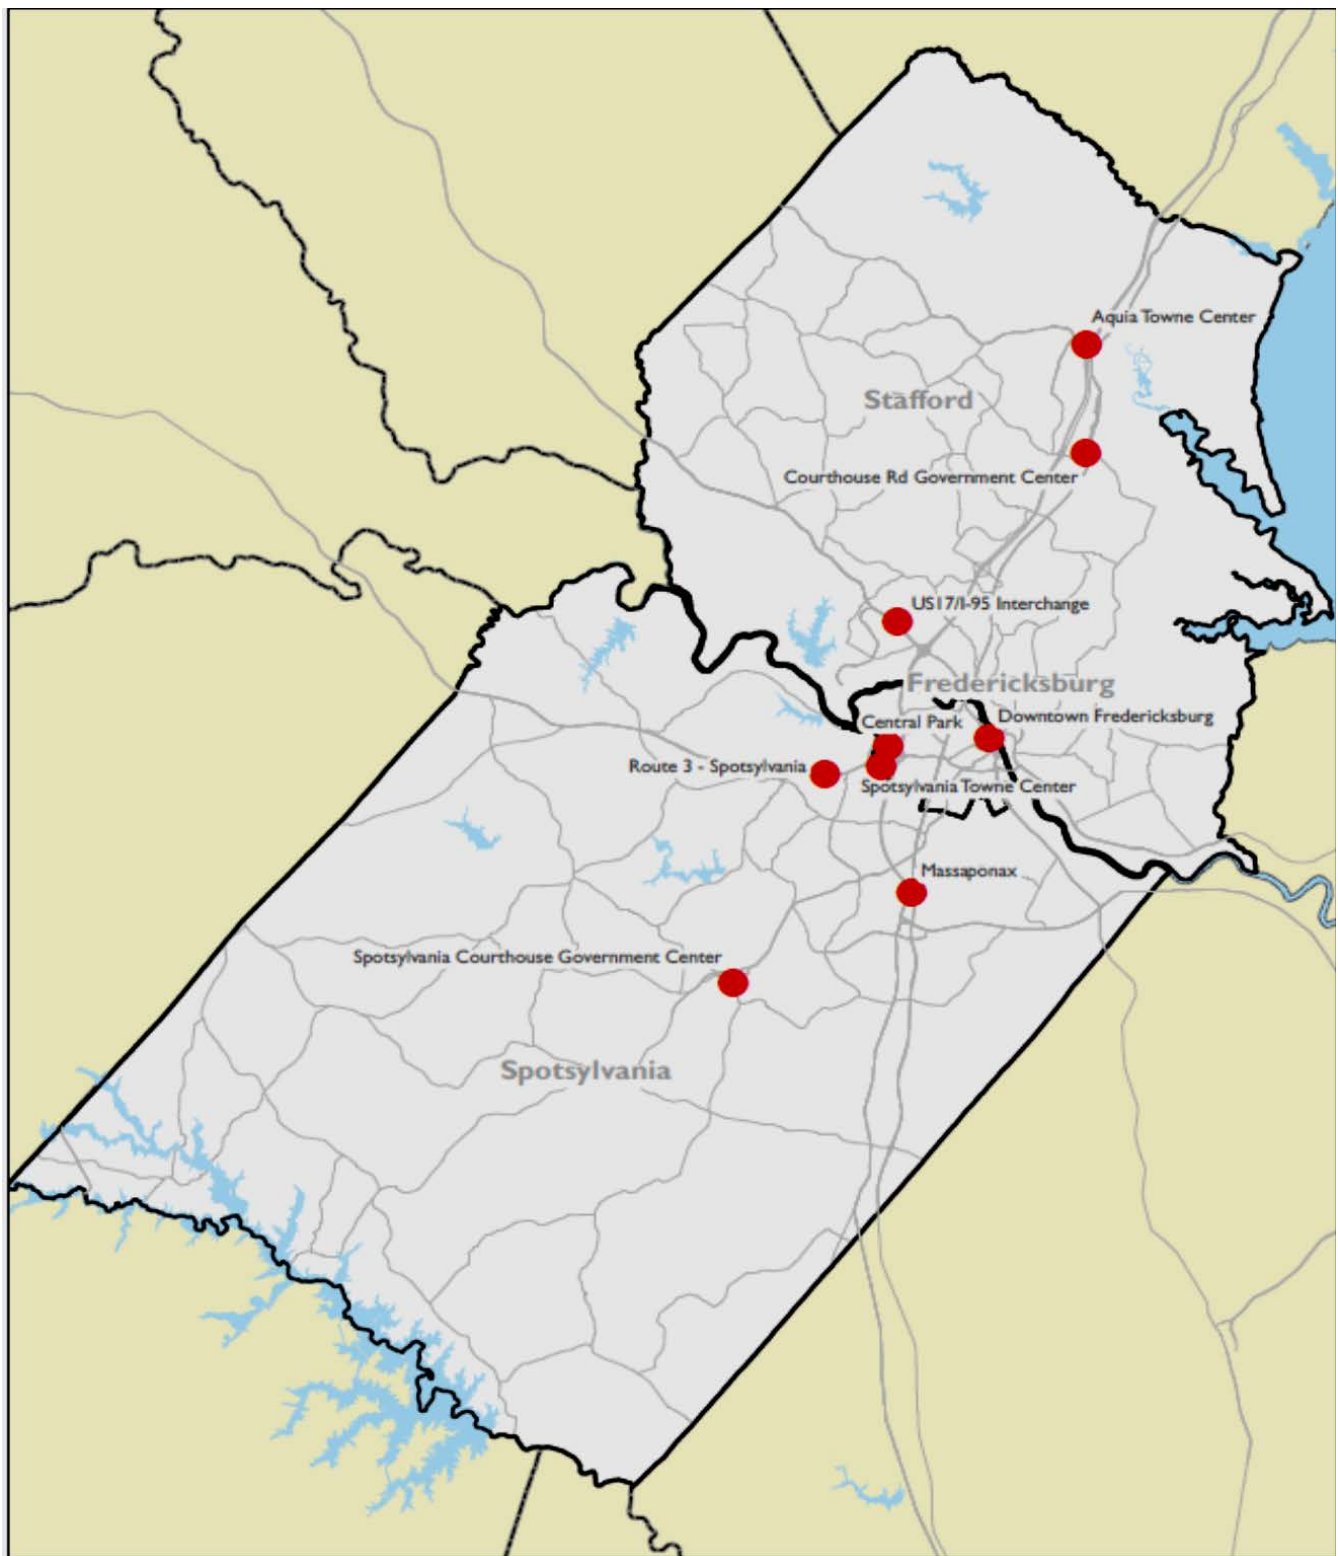 Aquia Towne Center
Stafford
Courthouse Rd Government Center
US17/I-95 Interchange
Fredericksburg
Central Park
Downtown Fredericksburg
Route 3 - Spotsylvania
Spotsylvania Towne Center
Massaponax
Spotsylvania Courthouse Government Center
Spotsylvania